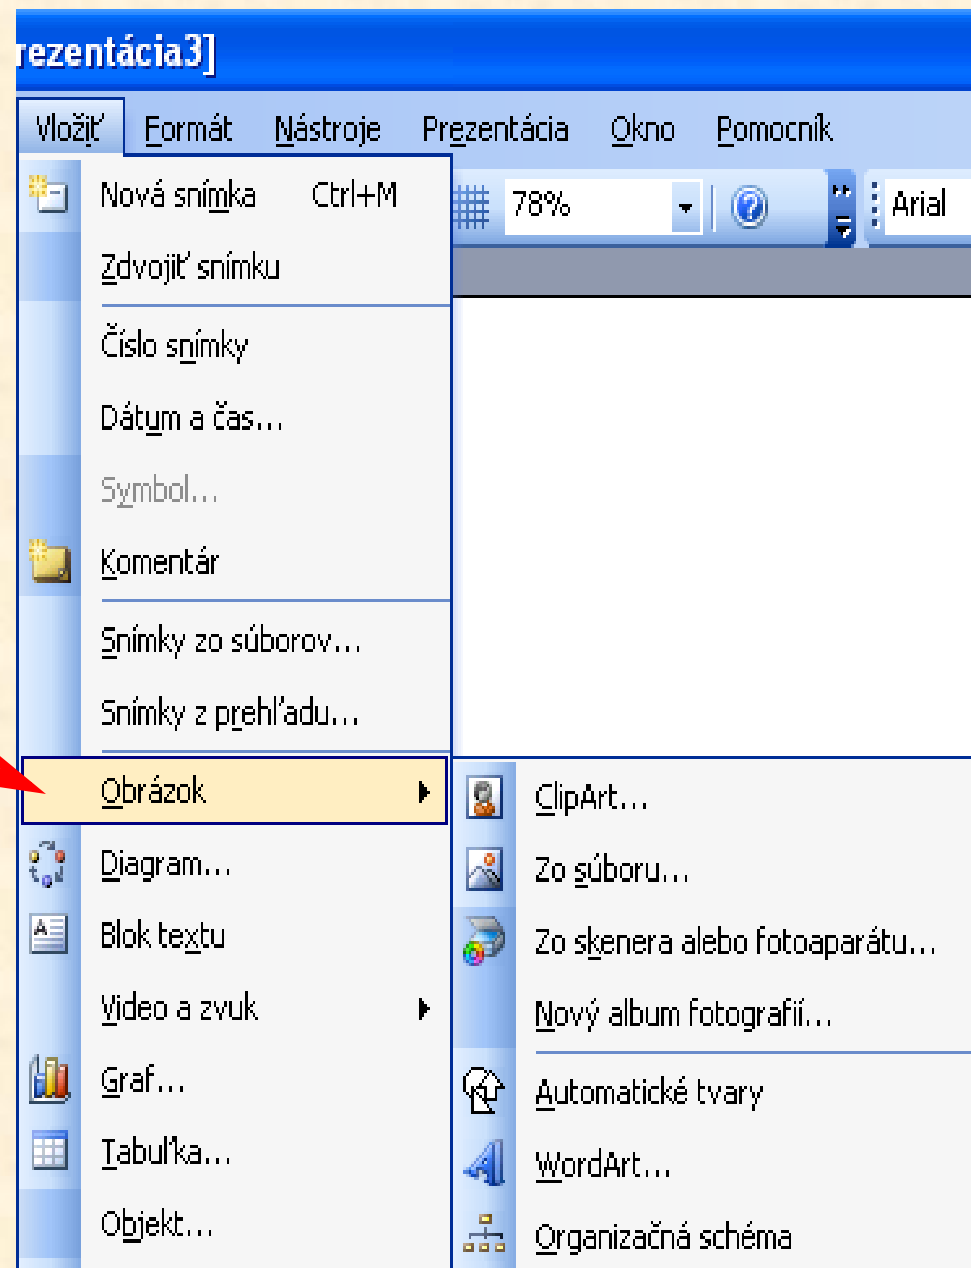 rezentácia3]
Vložiť Formát Nástroje Prezentácia Okno Pomocník
78% Arial
Nová snímka Ctrl+M
Zdvojiť snímku
Číslo snímky
Dátum a čas...
Symbol...
Komentár
Snímky zo súborov...
Snímky z prehľadu...
Obrázok
Diagram...
Blok textu
Video a zvuk
Graf...
Tabuľka...
Objekt...
ClipArt...
Zo súboru...
Zo skenera alebo fotoaparátu...
Nový album fotografií...
Automatické tvary
WordArt...
Organizačná schéma